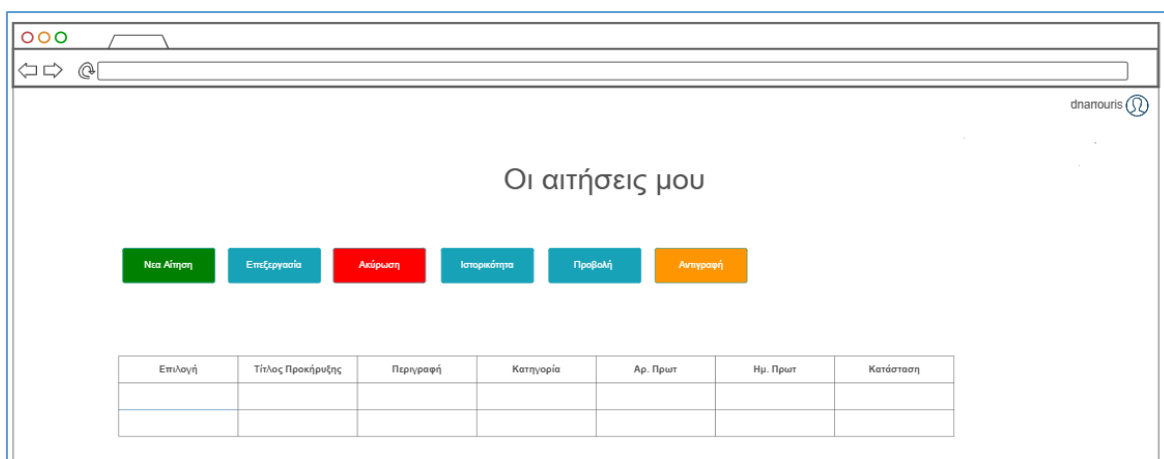 dnanouris
Οι αιτήσεις μου
Νεα Αίτηση Επεξεργασία Ακύρωση Ιστορικότητα Προβολή Αντιγραφή
Επιλογή Τίτλος Προκήρυξης Περιγραφή Κατηγορία Αρ. Πρωτ Ημ. Πρωτ Κατάσταση